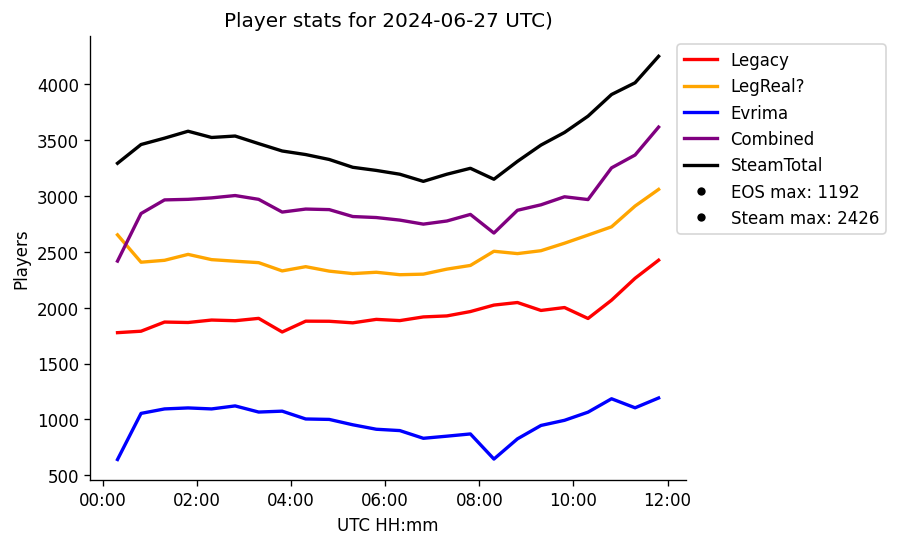 Player stats for 2024-06-27 UTC)
Legacy
LegReal?
Evrima
Combined
SteamTotal
EOS max: 1192
Steam max: 2426
Players
4000
3500
3000
2500
2000
1500
1000
500
00:00 02:00 04:00 06:00 08:00 10:00 12:00
UTC HH:mm